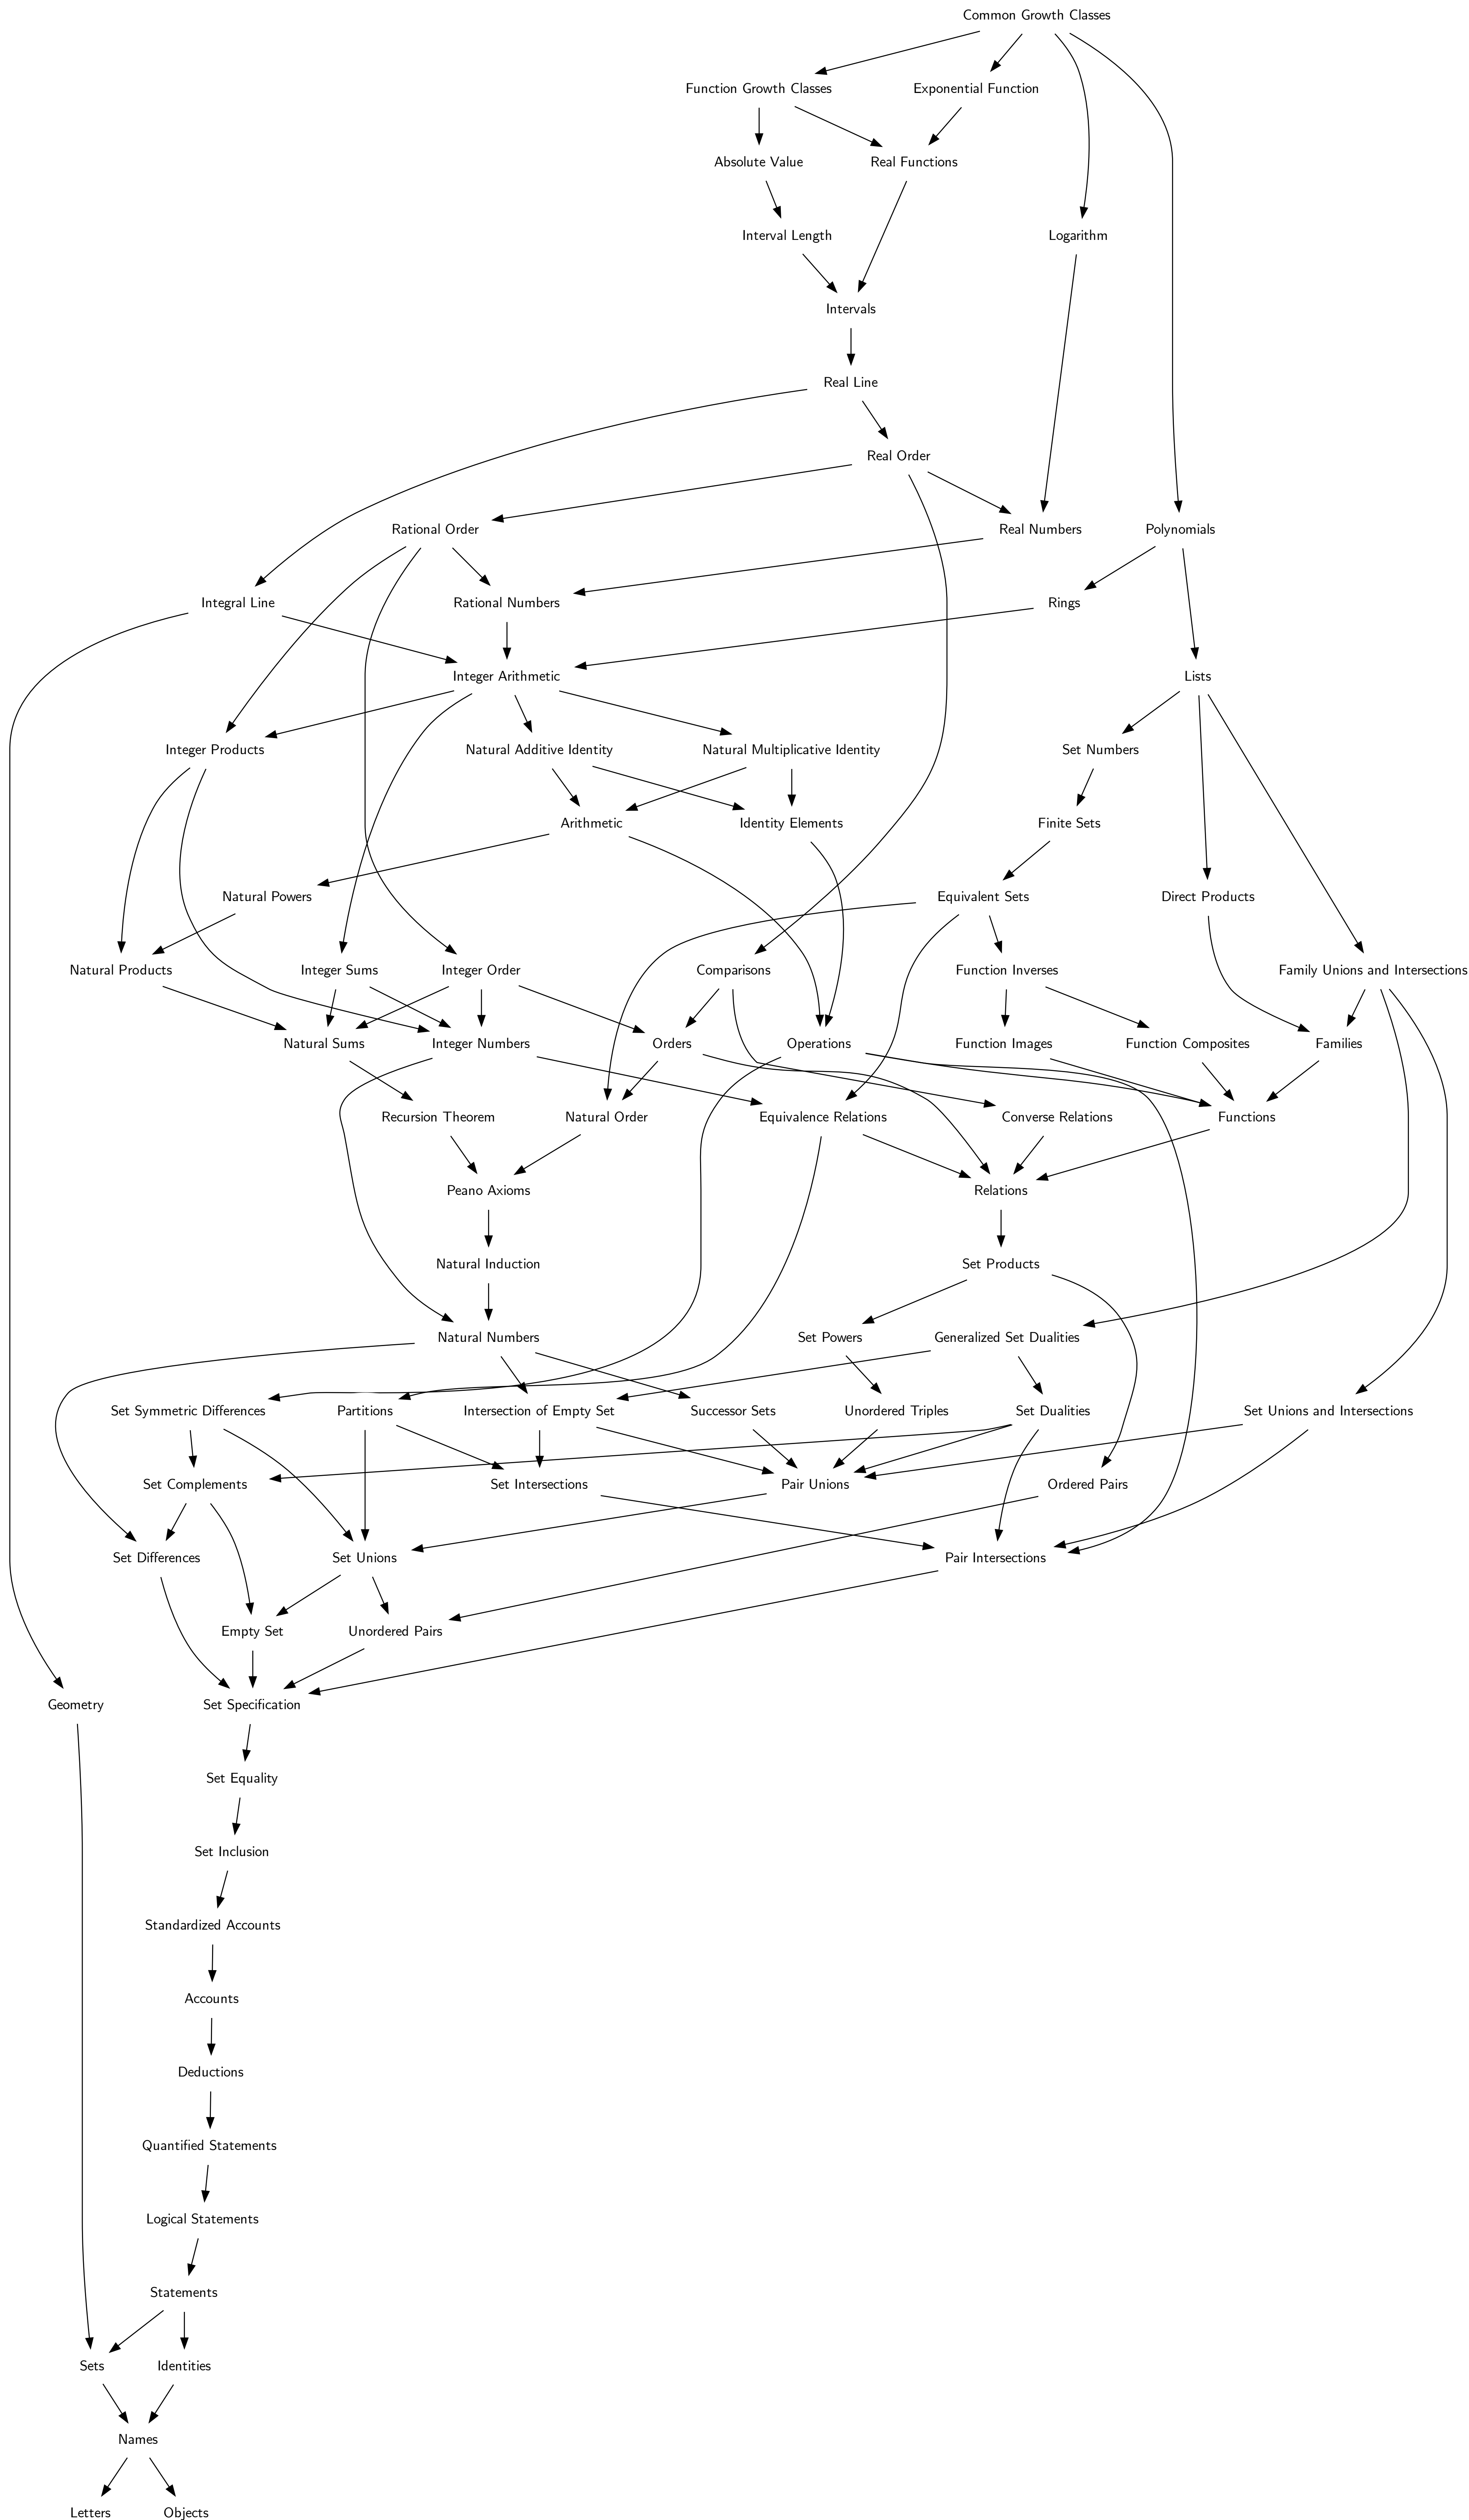 Common Growth Classes
Function Growth Classes
Exponential Function
Absolute Value
Real Functions
Interval Length
Logarithm
Intervals
Real Line
Real Order
Rational Order
Real Numbers
Polynomials
Integral Line
Rational Numbers
Rings
Integer Arithmetic
Lists
Integer Products
Natural Additive Identity
Natural Multiplicative Identity
Set Numbers
Arithmetic
Identity Elements
Finite Sets
Natural Powers
Equivalent Sets
Direct Products
Natural Products
Integer Sums
Integer Order
Comparisons
Function Inverses
Family Unions and Intersections
Natural Sums
Integer Numbers
Orders
Operations
Function Images
Function Composites
Families
Recursion Theorem
Natural Order
Equivalence Relations
Converse Relations
Functions
Peano Axioms
Relations
Natural Induction
Set Products
Natural Numbers
Set Powers
Generalized Set Dualities
Set Symmetric Differences
Partitions
Intersection of Empty Set
Successor Sets
Unordered Triples
Set Dualities
Set Unions and Intersections
Set Complements
Set Intersections
Pair Unions
Ordered Pairs
Set Differences
Set Unions
Pair Intersections
Empty Set
Unordered Pairs
Geometry
Set Specification
Set Equality
Set Inclusion
Standardized Accounts
Accounts
Deductions
Quantified Statements
Logical Statements
Statements
Sets
Identities
Names
Letters
Objects